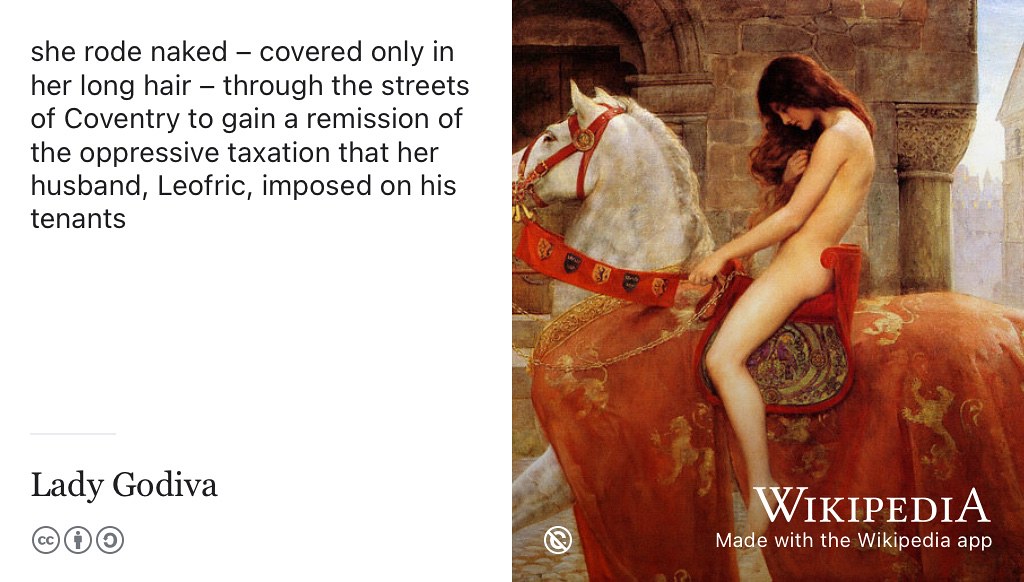 she rode naked – covered only in
her long hair – through the streets
of Coventry to gain a remission of
the oppressive taxation that her
husband, Leofric, imposed on his
tenants
Lady Godiva
cc
WIKIPEDIA
Made with the Wikipedia app